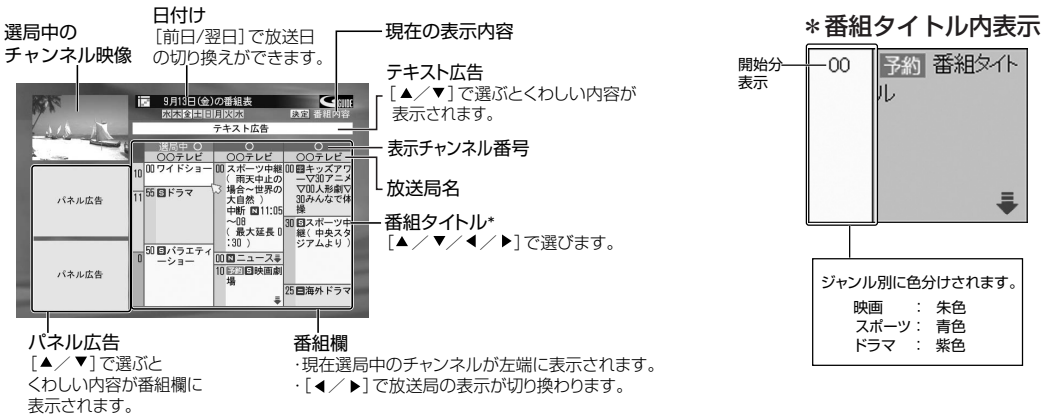 選局中の
チャンネル映像
日付け
[前日/翌日]で放送日
の切り換えができます。
現在の表示内容
テキスト広告
[▲／▼]で選ぶとくわしい内容が
表示されます。
表示チャンネル番号
放送局名
番組タイトル*
[▲／▼／◀／▶]で選びます。
9月13日(金)の番組表
GUIDE
水木金土日月火水
決定 番組内容
テキスト広告
選局中 ○ ○ ○
○○テレビ ○○テレビ ○○テレビ
パネル広告
パネル広告
10
11
0
00 ワイドショー
55 S ドラマ
50 S バラエティ
ーショー
00 スポーツ中継
( 雨天中止の
場合～世界の
大自然 )
中断 N 11:05
～08
( 最大延長 0
:30 )
00 N ニュース
10 予約 S 映画劇
場
00 キッズアワ
ー▽30アニメ
▽00人形劇▽
30みんなで体
操
30 S スポーツ中
継( 中央スタ
ジアムより )
25 海外ドラマ
パネル広告
[▲／▼]で選ぶと
くわしい内容が番組欄に
表示されます。
番組欄
・現在選局中のチャンネルが左端に表示されます。
・[◀／▶]で放送局の表示が切り換わります。
＊番組タイトル内表示
開始分
表示
00
予約 番組タイト
ル
ジャンル別に色分けされます。
映画 ： 朱色
スポーツ： 青色
ドラマ ： 紫色